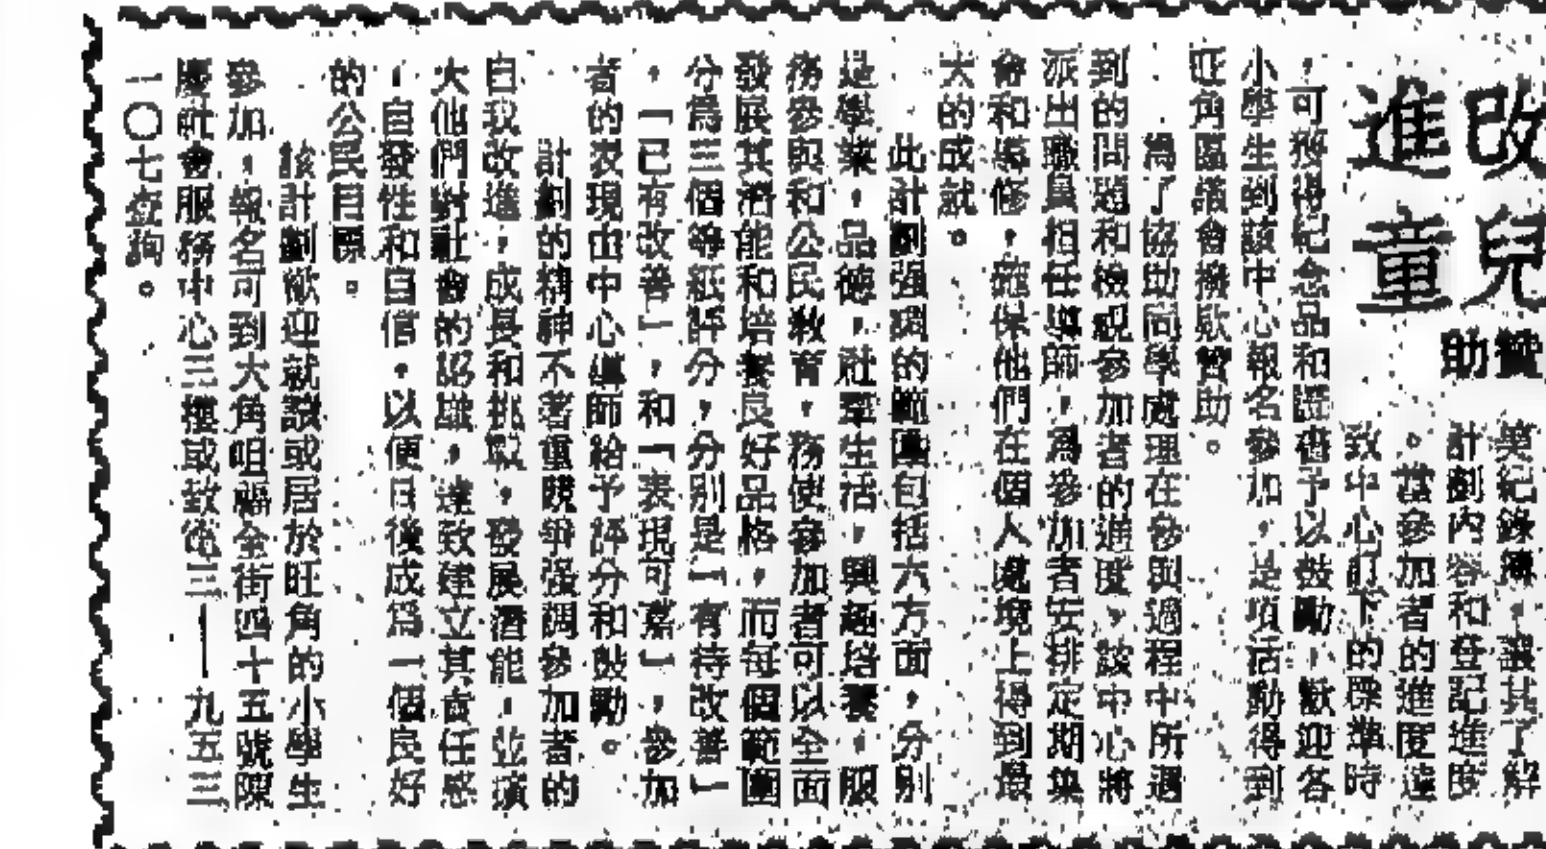 改進
兒童
贊助
英紀錄簿，讓其了解
計劃內容和登記進度
。當參加者的進度達
致中心訂下的標準時
，可獲得紀念品和證書予以鼓勵，歡迎各
小學生到該中心報名參加，是項活動得到
旺角區議會撥款贊助。
為了協助同學處理在參與過程中所遇
到的問題和檢視參加者的進度，該中心將
派出職員担任導師，為參加者安排定期集
會和導修，確保他們在個人處境上得到最
大的成就。
此計劃强調的範圍包括六方面，分別
是學業，品德，社羣生活，興趣培養，服
務參與和公民教育，務使參加者可以全面
發展其潛能和培養良好品格，而每個範圍
分為三個等級評分，分別是「有待改善」
，「已有改善」，和「表現可嘉」，參加
者的表現由中心導師給予評分和鼓勵。
計劃的精神不著重競爭强調參加者的
自我改進，成長和挑戰，發展潛能，並擴
大他們對社會的認識，達致建立其責任感
，自發性和自信，以便日後成為一個良好
的公民目標。
該計劃歡迎就讀或居於旺角的小學生
參加，報名可到大角咀福全街四十五號陳
慶社會服務中心三樓或致電三——九五三
一〇七查詢。